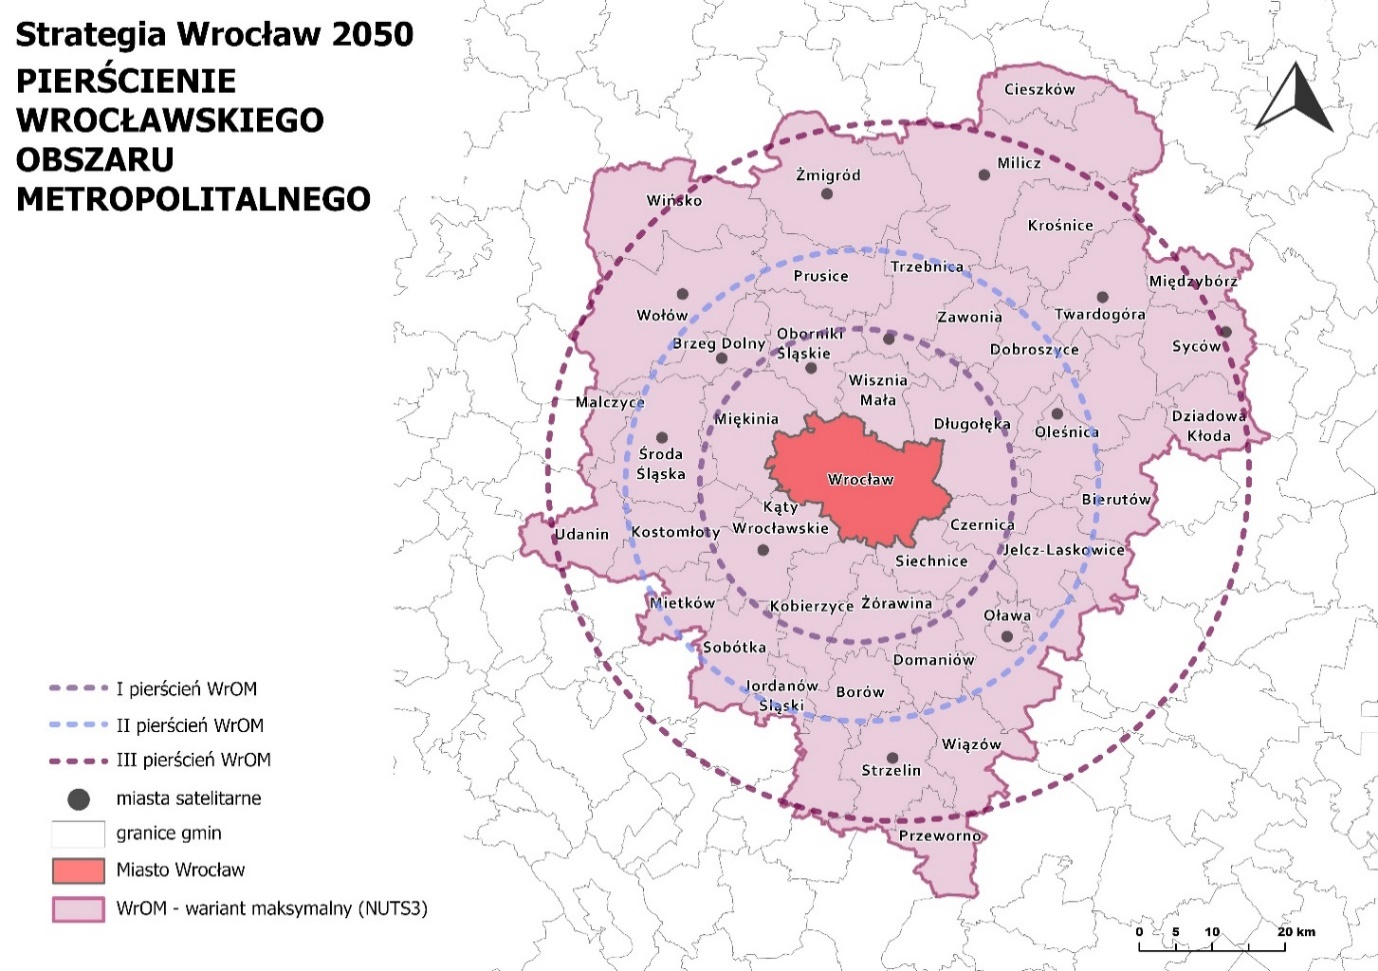 Strategia Wrocław 2050
PIERŚCIENIE
WROCŁAWSKIEGO
OBSZARU
METROPOLITALNEGO
Cieszków
Milicz
Żmigród
Wińsko
Krośnice
Trzebnica
Prusice
Międzybórz
Wołów
Zawonia
Twardogóra
Oborniki
Śląskie
Brzeg Dolny
Dobroszyce
Syców
Wisznia
Mała
Malczyce
Miękinia
Długołęka
Oleśnica
Dziadowa
Kłoda
Środa
Śląska
Wrocław
Bierutów
Kąty
Wrocławskie
Czernica
Udanin
Kostomłoty
Jelcz-Laskowice
Siechnice
Mietków
Kobierzyce
Żórawina
Oława
Sobótka
Domaniów
Jordanów
Śląski
Borów
Wiązów
Strzelin
Przeworno
I pierścień WrOM
II pierścień WrOM
III pierścień WrOM
miasta satelitarne
granice gmin
Miasto Wrocław
WrOM - wariant maksymalny (NUTS3)
0 5 10 20 km